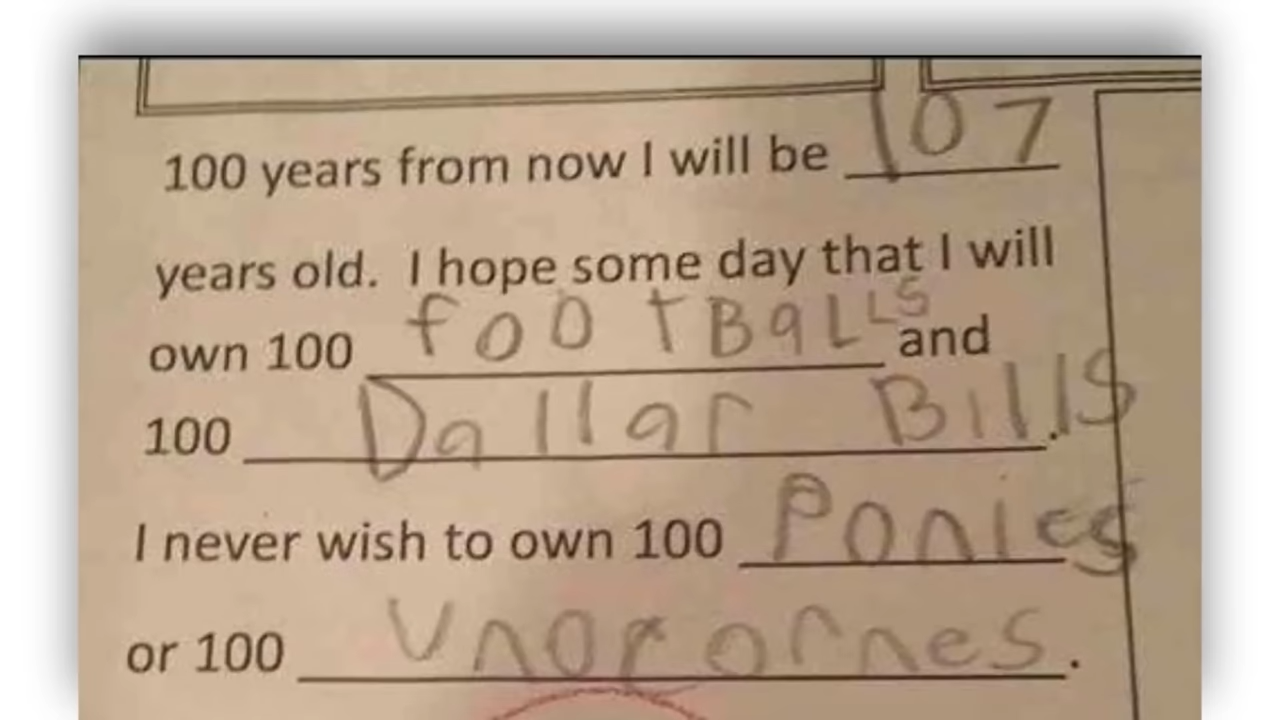 100 years from now I will be 107
years old. I hope some day that I will
own 100 footBalls and
100 Dallar Bills.
I never wish to own 100 Ponies
or 100 unocornes.